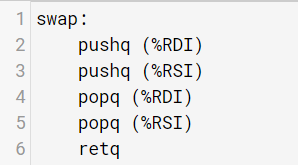 1 swap:
2     pushq (%RDI)
3     pushq (%RSI)
4     popq (%RDI)
5     popq (%RSI)
6     retq